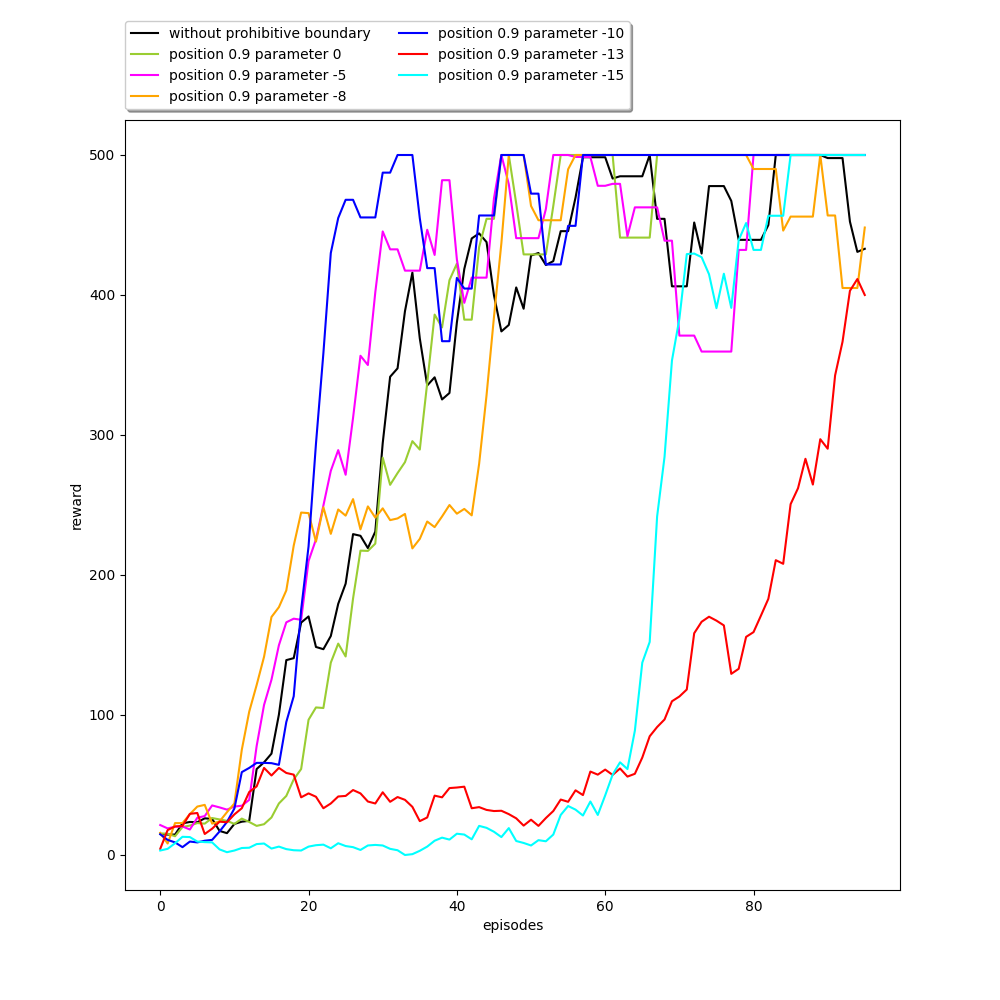 without prohibitive boundary
position 0.9 parameter 0
position 0.9 parameter -5
position 0.9 parameter -8
position 0.9 parameter -10
position 0.9 parameter -13
position 0.9 parameter -15
500
400
300
200
100
0
reward
0 20 40 60 80
episodes